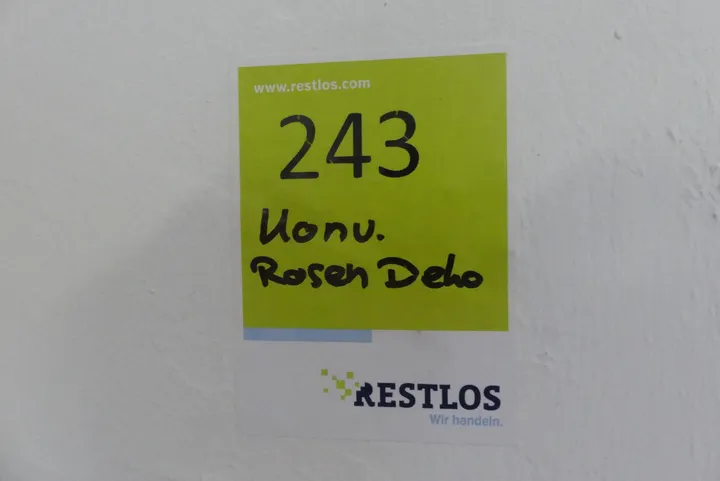 www.restlos.com
243
Konv.
Rosen Deko
RESTLOS
Wir handeln.